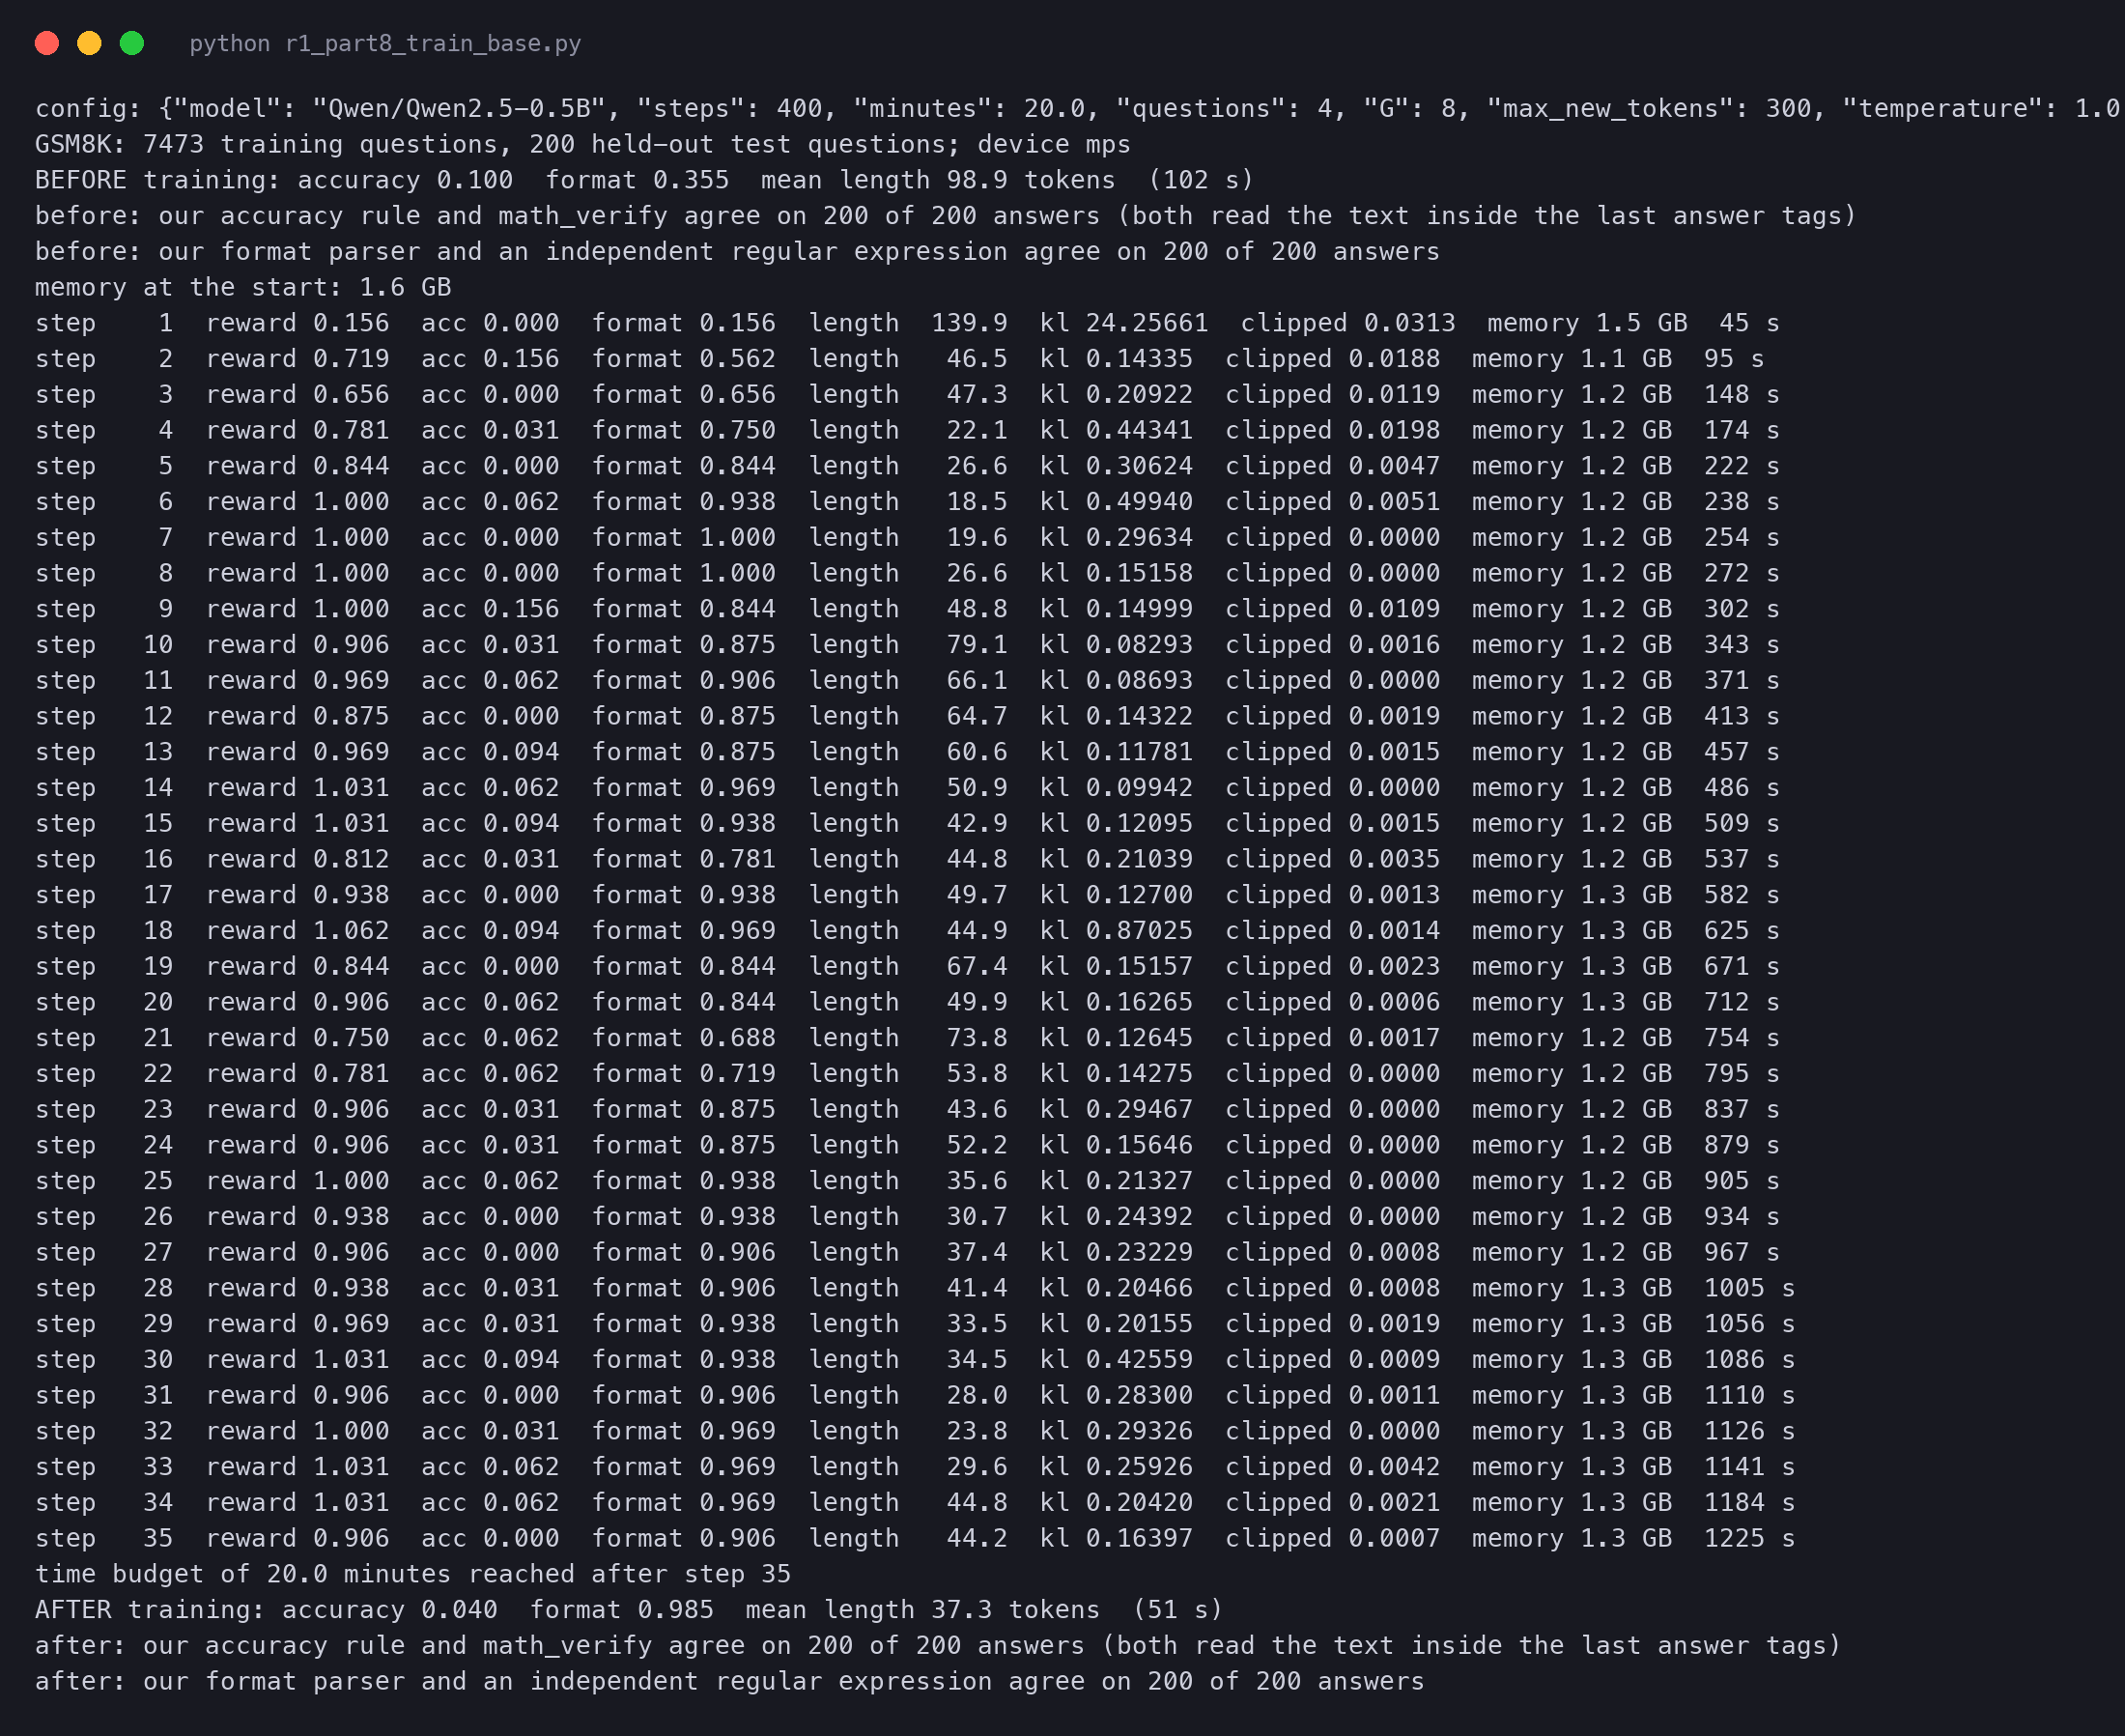 python r1_part8_train_base.py
config: {"model": "Qwen/Qwen2.5-0.5B", "steps": 400, "minutes": 20.0, "questions": 4, "G": 8, "max_new_tokens": 300, "temperature": 1.0
GSM8K: 7473 training questions, 200 held-out test questions; device mps
BEFORE training: accuracy 0.100  format 0.355  mean length 98.9 tokens  (102 s)
before: our accuracy rule and math_verify agree on 200 of 200 answers (both read the text inside the last answer tags)
before: our format parser and an independent regular expression agree on 200 of 200 answers
memory at the start: 1.6 GB
step    1  reward 0.156  acc 0.000  format 0.156  length  139.9  kl 24.25661  clipped 0.0313  memory 1.5 GB  45 s
step    2  reward 0.719  acc 0.156  format 0.562  length   46.5  kl 0.14335  clipped 0.0188  memory 1.1 GB  95 s
step    3  reward 0.656  acc 0.000  format 0.656  length   47.3  kl 0.20922  clipped 0.0119  memory 1.2 GB  148 s
step    4  reward 0.781  acc 0.031  format 0.750  length   22.1  kl 0.44341  clipped 0.0198  memory 1.2 GB  174 s
step    5  reward 0.844  acc 0.000  format 0.844  length   26.6  kl 0.30624  clipped 0.0047  memory 1.2 GB  222 s
step    6  reward 1.000  acc 0.062  format 0.938  length   18.5  kl 0.49940  clipped 0.0051  memory 1.2 GB  238 s
step    7  reward 1.000  acc 0.000  format 1.000  length   19.6  kl 0.29634  clipped 0.0000  memory 1.2 GB  254 s
step    8  reward 1.000  acc 0.000  format 1.000  length   26.6  kl 0.15158  clipped 0.0000  memory 1.2 GB  272 s
step    9  reward 1.000  acc 0.156  format 0.844  length   48.8  kl 0.14999  clipped 0.0109  memory 1.2 GB  302 s
step   10  reward 0.906  acc 0.031  format 0.875  length   79.1  kl 0.08293  clipped 0.0016  memory 1.2 GB  343 s
step   11  reward 0.969  acc 0.062  format 0.906  length   66.1  kl 0.08693  clipped 0.0000  memory 1.2 GB  371 s
step   12  reward 0.875  acc 0.000  format 0.875  length   64.7  kl 0.14322  clipped 0.0019  memory 1.2 GB  413 s
step   13  reward 0.969  acc 0.094  format 0.875  length   60.6  kl 0.11781  clipped 0.0015  memory 1.2 GB  457 s
step   14  reward 1.031  acc 0.062  format 0.969  length   50.9  kl 0.09942  clipped 0.0000  memory 1.2 GB  486 s
step   15  reward 1.031  acc 0.094  format 0.938  length   42.9  kl 0.12095  clipped 0.0015  memory 1.2 GB  509 s
step   16  reward 0.812  acc 0.031  format 0.781  length   44.8  kl 0.21039  clipped 0.0035  memory 1.2 GB  537 s
step   17  reward 0.938  acc 0.000  format 0.938  length   49.7  kl 0.12700  clipped 0.0013  memory 1.3 GB  582 s
step   18  reward 1.062  acc 0.094  format 0.969  length   44.9  kl 0.87025  clipped 0.0014  memory 1.3 GB  625 s
step   19  reward 0.844  acc 0.000  format 0.844  length   67.4  kl 0.15157  clipped 0.0023  memory 1.3 GB  671 s
step   20  reward 0.906  acc 0.062  format 0.844  length   49.9  kl 0.16265  clipped 0.0006  memory 1.3 GB  712 s
step   21  reward 0.750  acc 0.062  format 0.688  length   73.8  kl 0.12645  clipped 0.0017  memory 1.2 GB  754 s
step   22  reward 0.781  acc 0.062  format 0.719  length   53.8  kl 0.14275  clipped 0.0000  memory 1.2 GB  795 s
step   23  reward 0.906  acc 0.031  format 0.875  length   43.6  kl 0.29467  clipped 0.0000  memory 1.2 GB  837 s
step   24  reward 0.906  acc 0.031  format 0.875  length   52.2  kl 0.15646  clipped 0.0000  memory 1.2 GB  879 s
step   25  reward 1.000  acc 0.062  format 0.938  length   35.6  kl 0.21327  clipped 0.0000  memory 1.2 GB  905 s
step   26  reward 0.938  acc 0.000  format 0.938  length   30.7  kl 0.24392  clipped 0.0000  memory 1.2 GB  934 s
step   27  reward 0.906  acc 0.000  format 0.906  length   37.4  kl 0.23229  clipped 0.0008  memory 1.2 GB  967 s
step   28  reward 0.938  acc 0.031  format 0.906  length   41.4  kl 0.20466  clipped 0.0008  memory 1.3 GB  1005 s
step   29  reward 0.969  acc 0.031  format 0.938  length   33.5  kl 0.20155  clipped 0.0019  memory 1.3 GB  1056 s
step   30  reward 1.031  acc 0.094  format 0.938  length   34.5  kl 0.42559  clipped 0.0009  memory 1.3 GB  1086 s
step   31  reward 0.906  acc 0.000  format 0.906  length   28.0  kl 0.28300  clipped 0.0011  memory 1.3 GB  1110 s
step   32  reward 1.000  acc 0.031  format 0.969  length   23.8  kl 0.29326  clipped 0.0000  memory 1.3 GB  1126 s
step   33  reward 1.031  acc 0.062  format 0.969  length   29.6  kl 0.25926  clipped 0.0042  memory 1.3 GB  1141 s
step   34  reward 1.031  acc 0.062  format 0.969  length   44.8  kl 0.20420  clipped 0.0021  memory 1.3 GB  1184 s
step   35  reward 0.906  acc 0.000  format 0.906  length   44.2  kl 0.16397  clipped 0.0007  memory 1.3 GB  1225 s
time budget of 20.0 minutes reached after step 35
AFTER training: accuracy 0.040  format 0.985  mean length 37.3 tokens  (51 s)
after: our accuracy rule and math_verify agree on 200 of 200 answers (both read the text inside the last answer tags)
after: our format parser and an independent regular expression agree on 200 of 200 answers